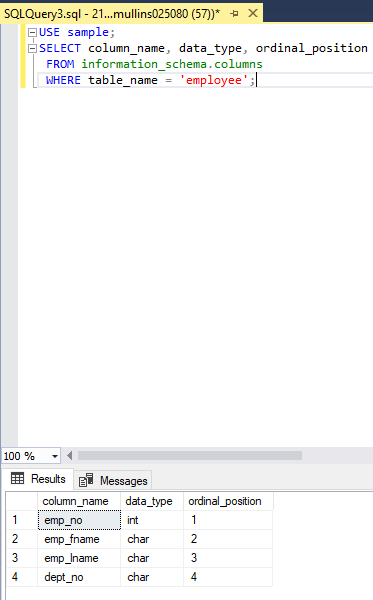 SQLQuery3.sql - 21...mullins025080 (57))*
USE sample;
SELECT column_name, data_type, ordinal_position
FROM information_schema.columns
WHERE table_name = 'employee';
100 %
Results Messages
column_name data_type ordinal_position
1 emp_no int 1
2 emp_fname char 2
3 emp_lname char 3
4 dept_no char 4